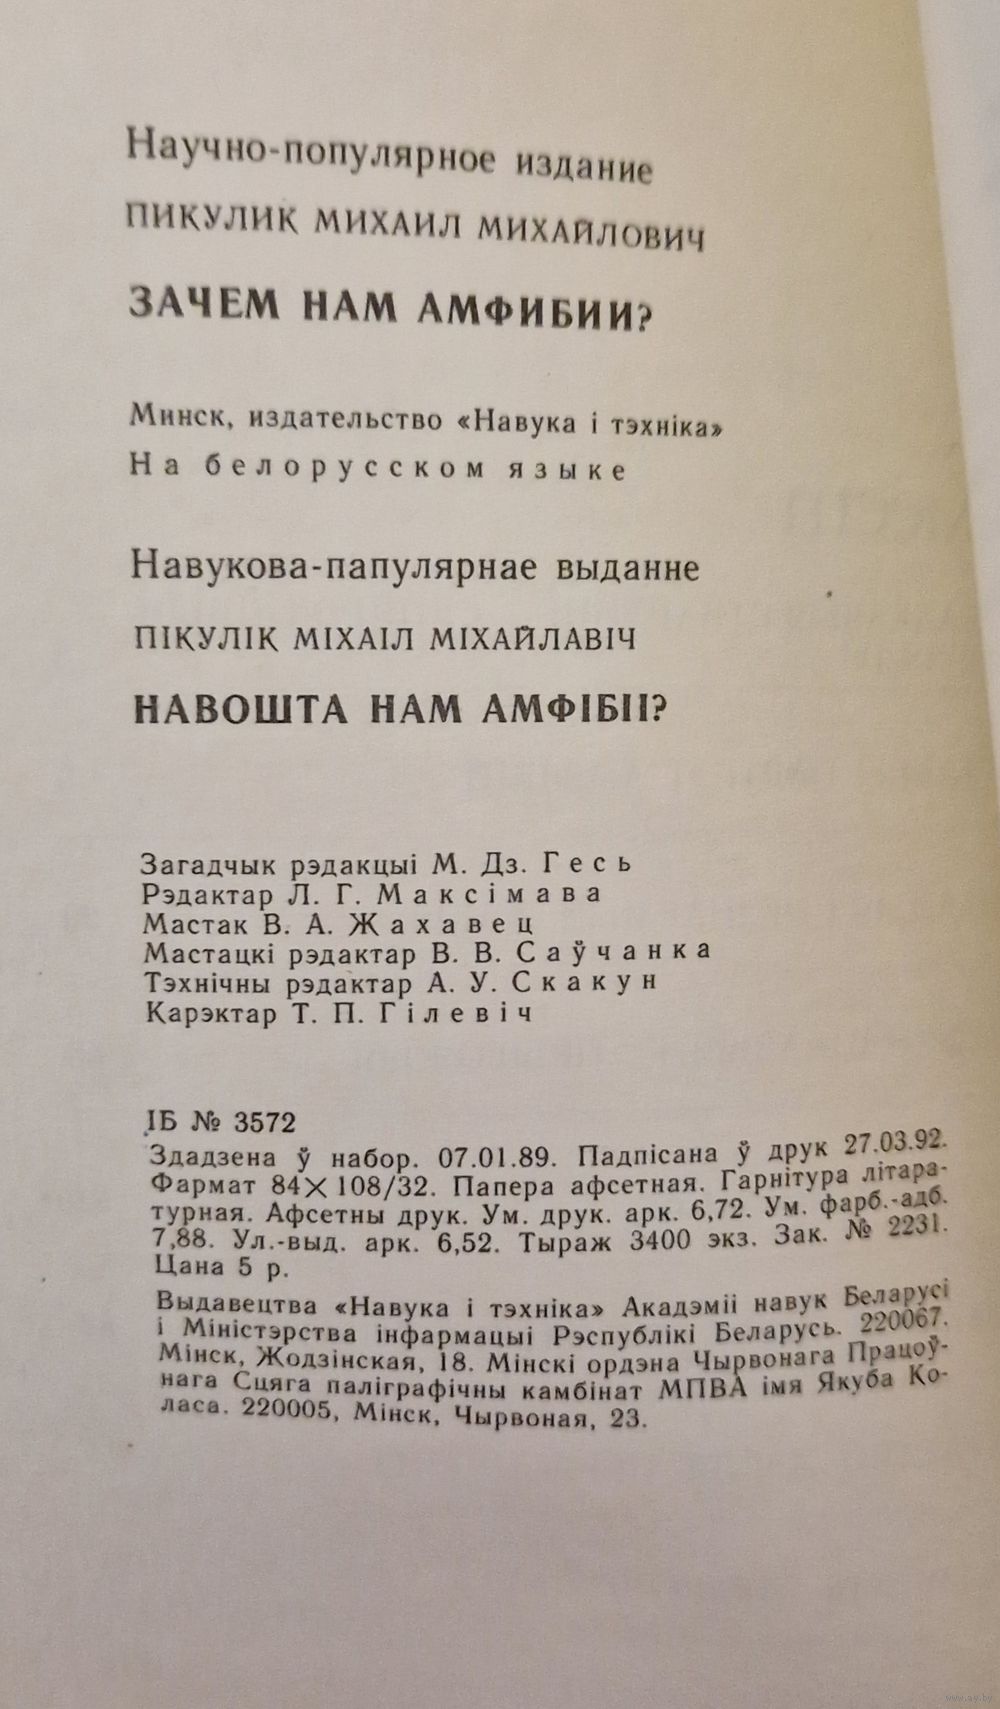 Научно-популярное издание
ПИКУЛИК МИХАИЛ МИХАЙЛОВИЧ
ЗАЧЕМ НАМ АМФИБИИ?
Минск, издательство «Навука і тэхніка»
На белорусском языке
Навукова-папулярнае выданне
ПІКУЛІК МІХАІЛ МІХАЙЛАВІЧ
НАВОШТА НАМ АМФІБІІ?
Загадчык рэдакцыі М. Дз. Гесь
Рэдактар Л. Г. Максімава
Мастак В. А. Жахавец
Мастацкі рэдактар В. В. Саўчанка
Тэхнічны рэдактар А. У. Скакун
Карэктар Т. П. Гілевіч
ІБ № 3572
Здадзена ў набор. 07.01.89. Падпісана ў друк 27.03.92.
Фармат 84×108/32. Папера афсетная. Гарнітура літара-
турная. Афсетны друк. Ум. друк. арк. 6,72. Ум. фарб.-адб.
7,88. Ул.-выд. арк. 6,52. Тыраж 3400 экз. Зак. № 2231.
Цана 5 р.
Выдавецтва «Навука і тэхніка» Акадэміі навук Беларусі
і Міністэрства інфармацыі Рэспублікі Беларусь. 220067.
Мінск, Жодзінская, 18. Мінскі ордэна Чырвонага Працоў-
нага Сцяга паліграфічны камбінат МПВА імя Якуба Ко-
ласа. 220005, Мінск, Чырвоная, 23.
www.ay.by